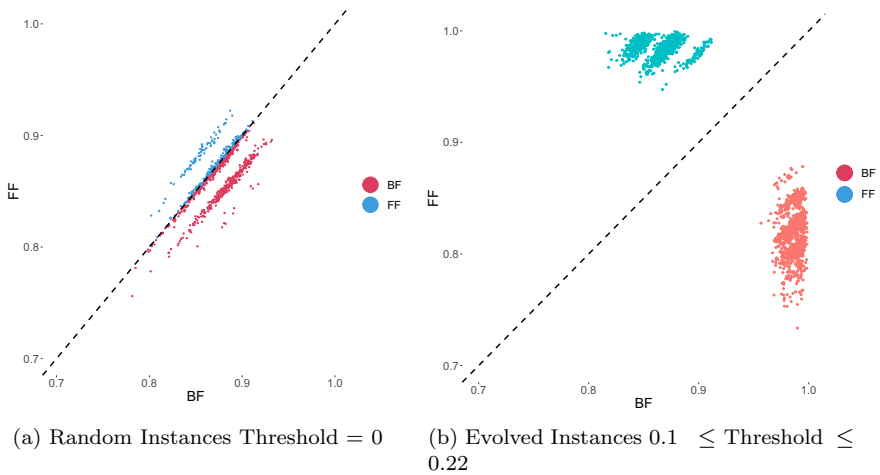 1.0
0.9
0.8
0.7
FF
0.7 0.8 0.9 1.0
BF
BF
FF
(a) Random Instances Threshold = 0
1.0
0.9
0.8
0.7
FF
0.7 0.8 0.9 1.0
BF
BF
FF
(b) Evolved Instances 0.1 ≤ Threshold ≤
0.22